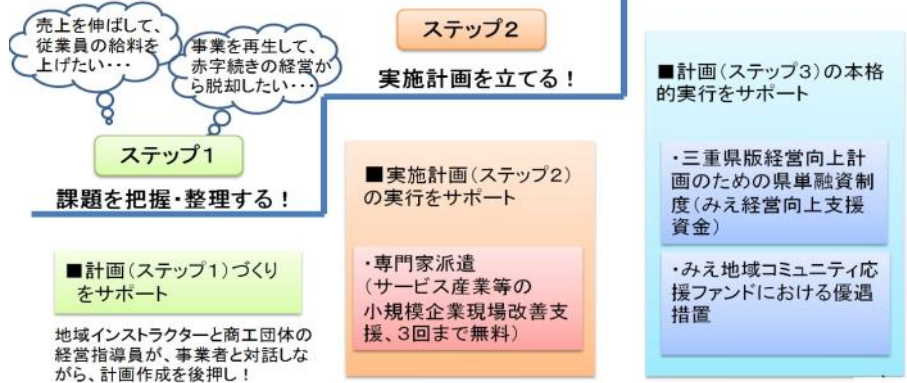 売上を伸ばして、
従業員の給料を
上げたい・・・
事業を再生して、
赤字続きの経営か
ら脱却したい・・・
ステップ1
課題を把握・整理する！
■計画（ステップ1）づくり
をサポート
地域インストラクターと商工団体の
経営指導員が、事業者と対話しな
がら、計画作成を後押し！
ステップ2
実施計画を立てる！
■実施計画（ステップ2）
の実行をサポート
・専門家派遣
（サービス産業等の
小規模企業現場改善支
援、3回まで無料）
■計画（ステップ3）の本格
的実行をサポート
・三重県版経営向上計
画のための県単融資制
度（みえ経営向上支援
資金）
・みえ地域コミュニティ応
援ファンドにおける優遇
措置